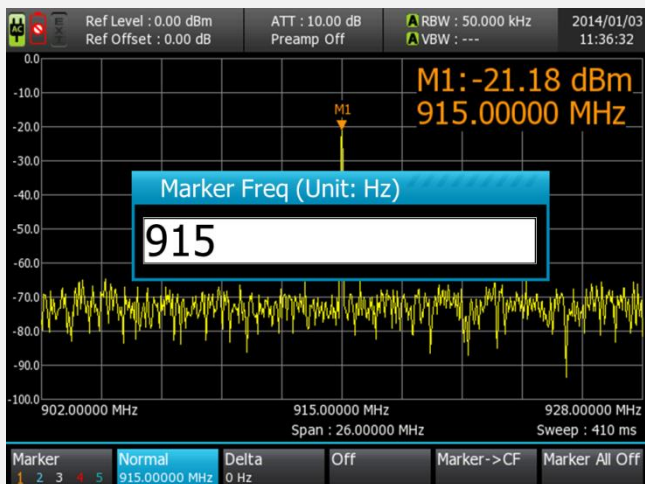 AC EXT Ref Level : 0.00 dBm ATT : 10.00 dB A RBW : 50.000 kHz 2014/01/03
Ref Offset : 0.00 dB Preamp Off A VBW : --- 11:36:32
0.0
M1:-21.18 dBm
-10.0
M1
915.00000 MHz
-20.0
-30.0
Marker Freq (Unit: Hz)
-40.0
915
-50.0
-60.0
-70.0
-80.0
-90.0
-100.0
902.00000 MHz 915.00000 MHz 928.00000 MHz
Span : 26.00000 MHz Sweep : 410 ms
Marker Normal Delta Off Marker->CF Marker All Off
1 2 3 4 5 915.00000 MHz 0 Hz